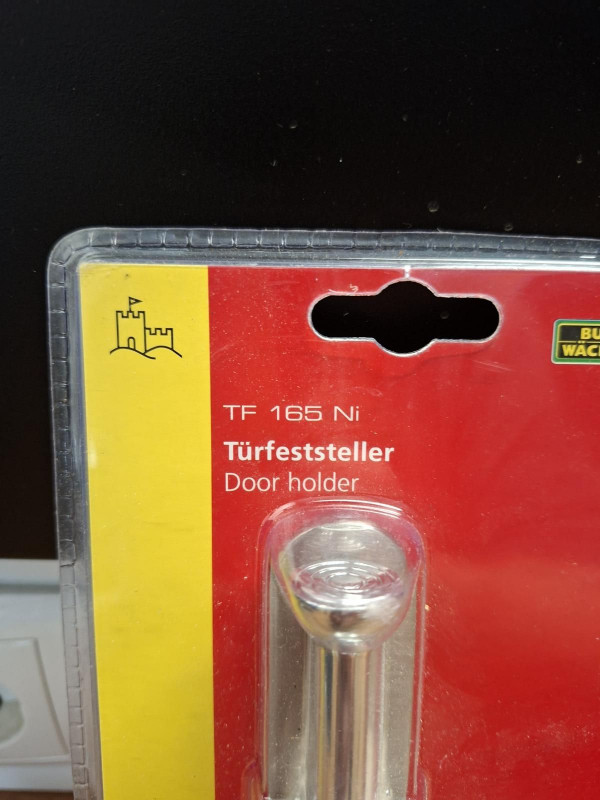 TF 165 Ni
Türfeststeller
Door holder